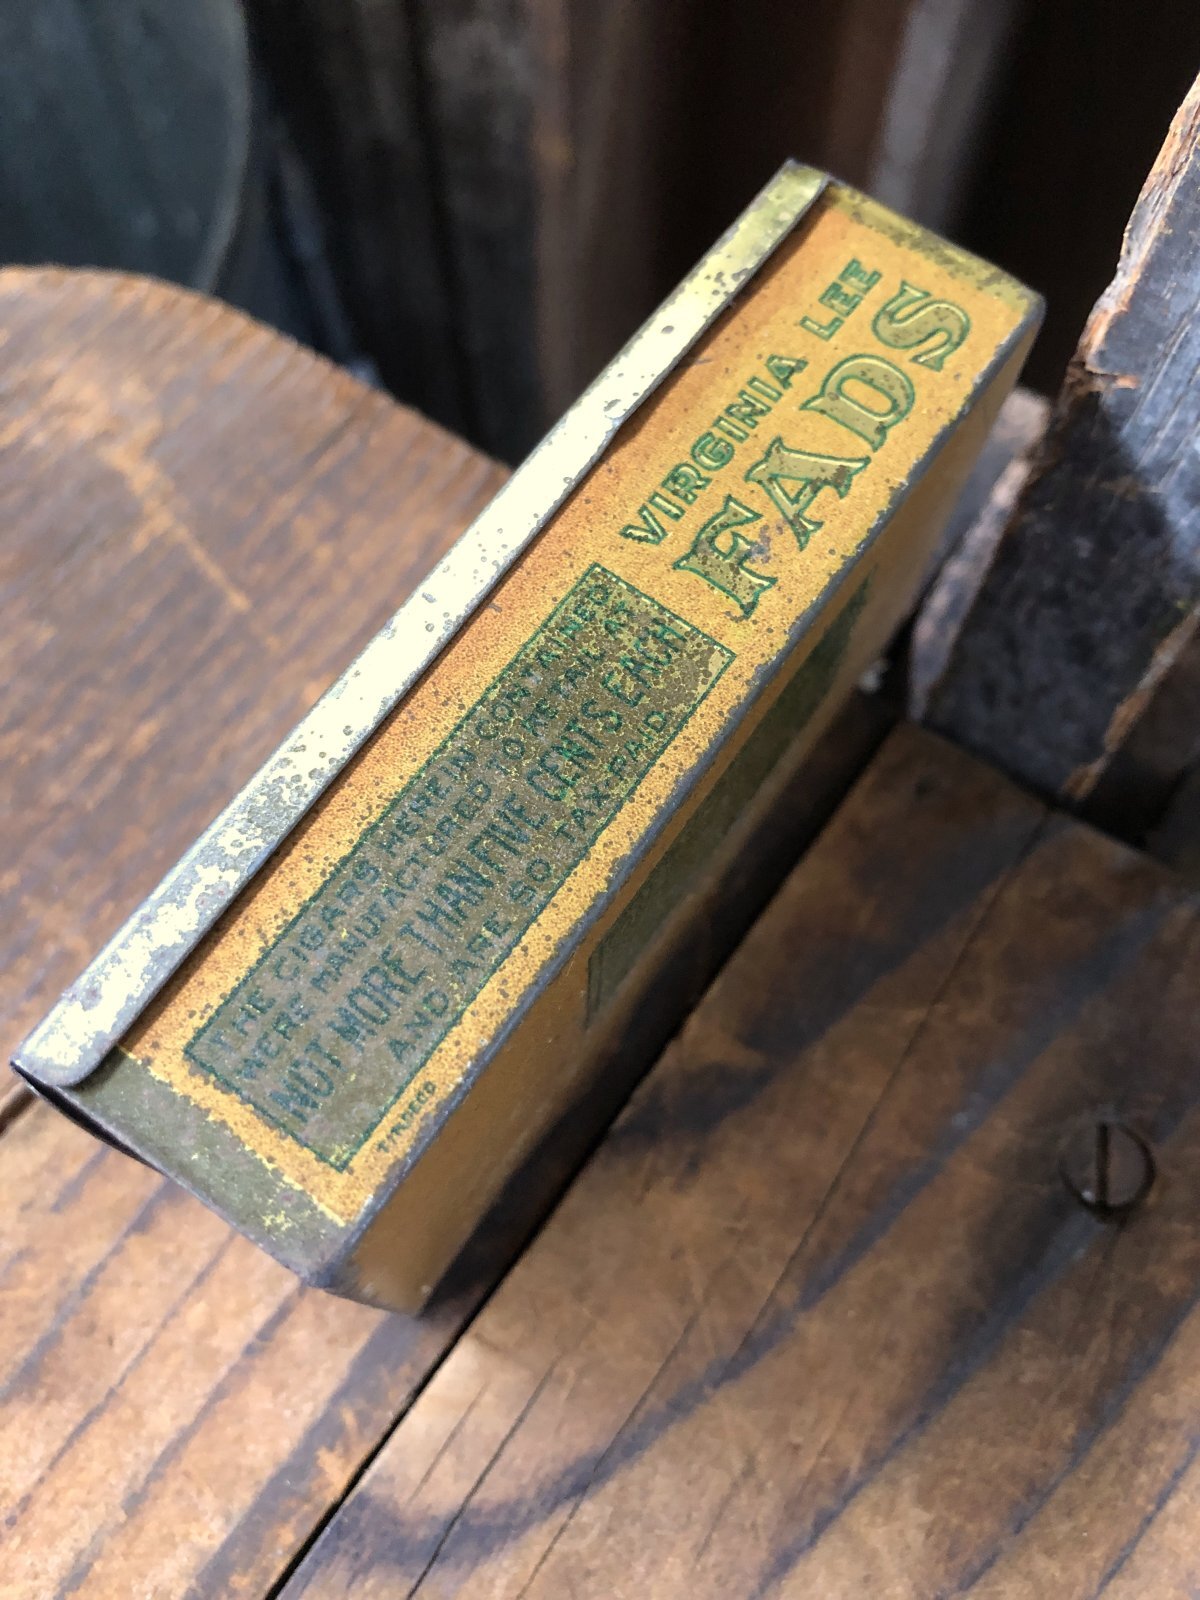 VIRGINIA LEE
FADS
THE CIGARS HEREIN CONTAINED
WERE MANUFACTURED TO RETAIL AT
NOT MORE THAN FIVE CENTS EACH
AND ARE SO TAX-PAID.